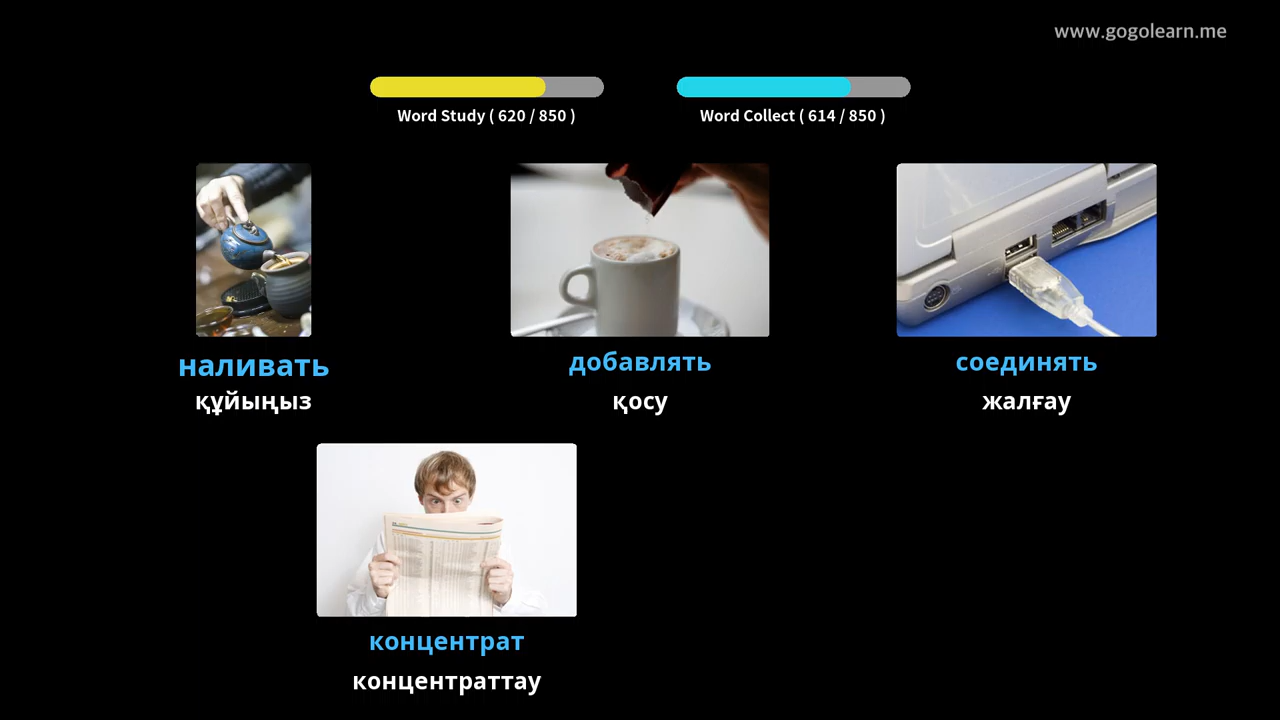 www.gogolearn.me
Word Study ( 620 / 850 )
Word Collect ( 614 / 850 )
наливать
құйыңыз
добавлять
қосу
соединять
жалғау
концентрат
концентраттау